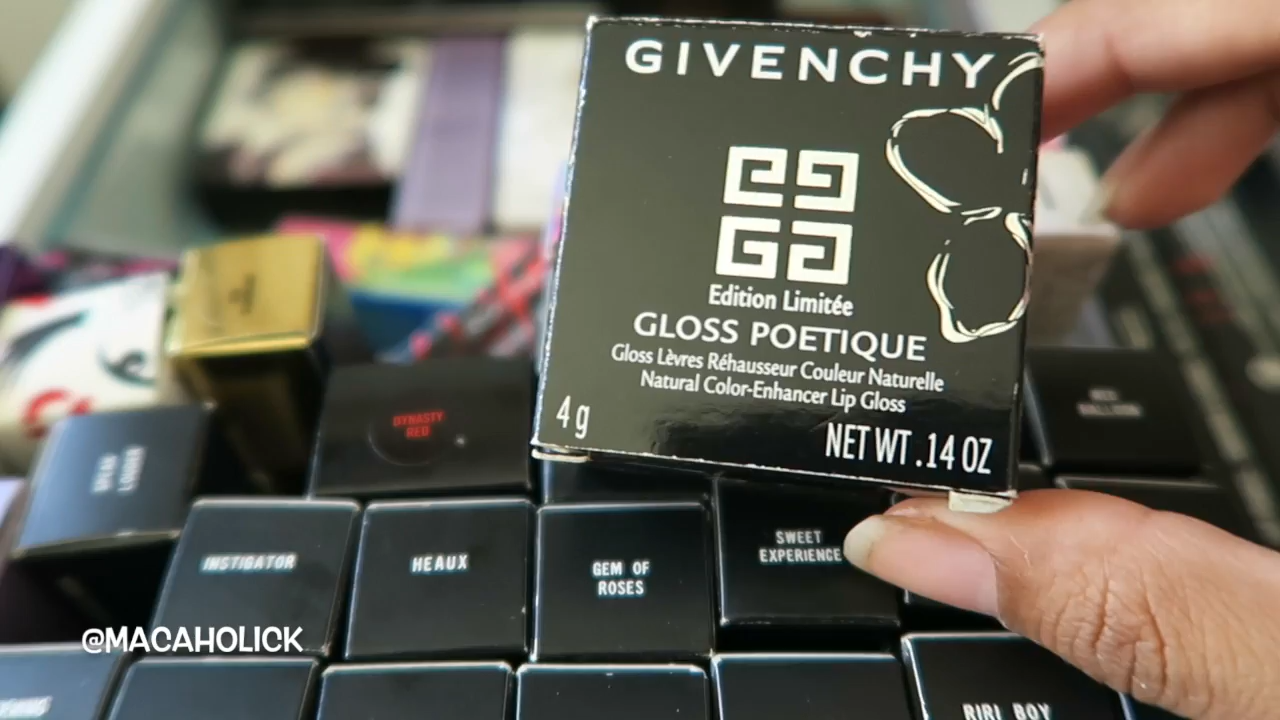 GIVENCHY
Edition Limitée
GLOSS POETIQUE
Gloss Lèvres Réhausseur Couleur Naturelle
Natural Color-Enhancer Lip Gloss
4 g
NET WT .14 OZ
DYNASTY
RED
INSTIGATOR
HEAUX
GEM OF
ROSES
SWEET
EXPERIENCE
@MACAHOLICK
RIRI BOY